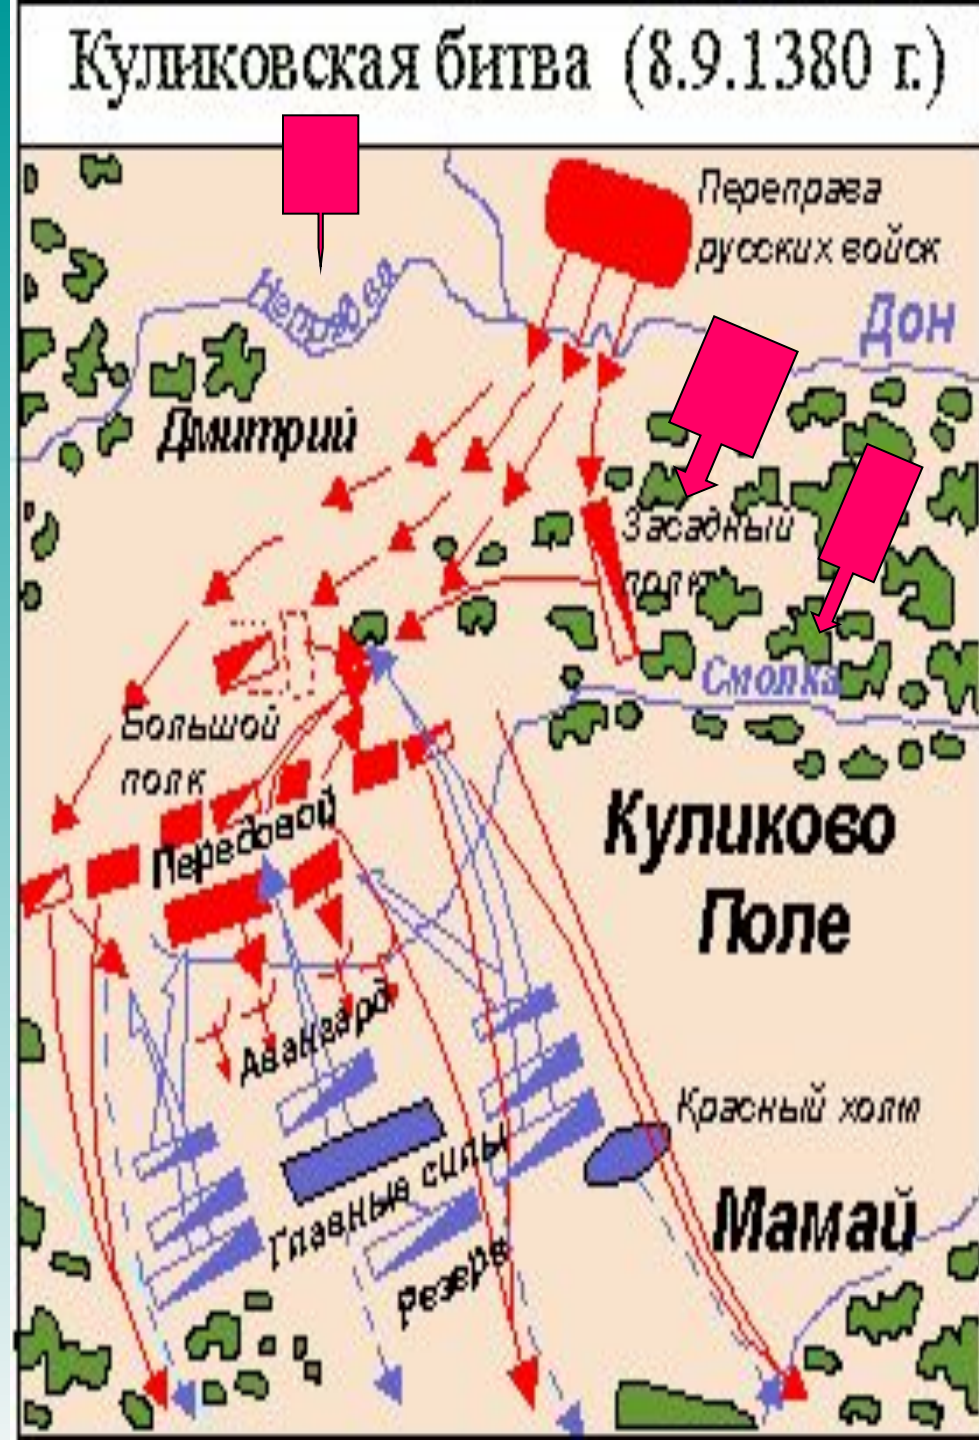 Куликовская битва (8.9.1380 г.)
Переправа
русских войск
Непрядва
Дон
Дмитрий
Засадный
полк
Смолка
Большой
полк
Передовой
Куликово
Поле
Авангард
Красный холм
Главные силы
Мамай
Резерв